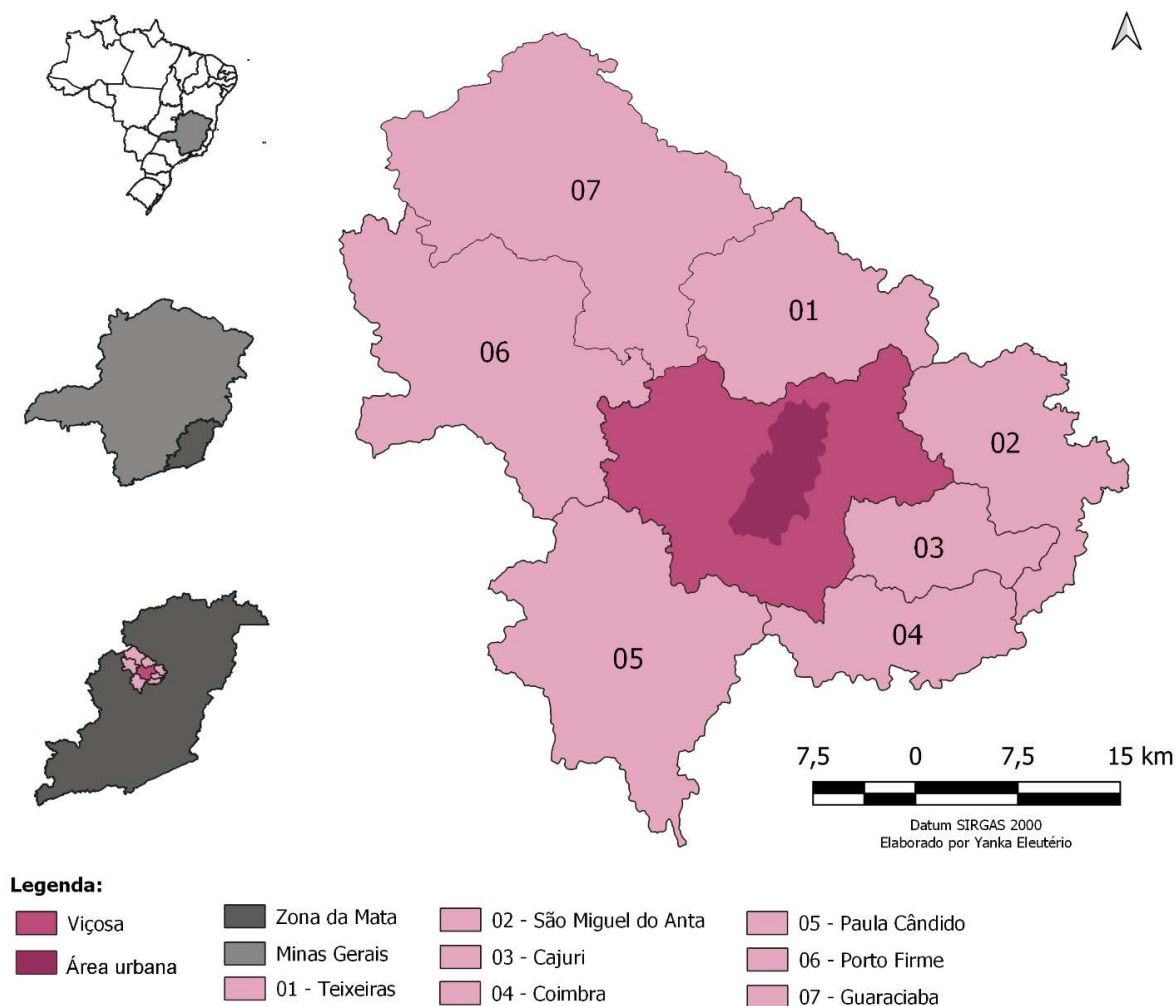 07
01
06
02
03
04
05
7,5 0 7,5 15 km
Datum SIRGAS 2000
Elaborado por Yanka Eleutério
Legenda:
Viçosa
Área urbana
Zona da Mata
Minas Gerais
01 - Teixeiras
02 - São Miguel do Anta
03 - Cajuri
04 - Coimbra
05 - Paula Cândido
06 - Porto Firme
07 - Guaraciaba